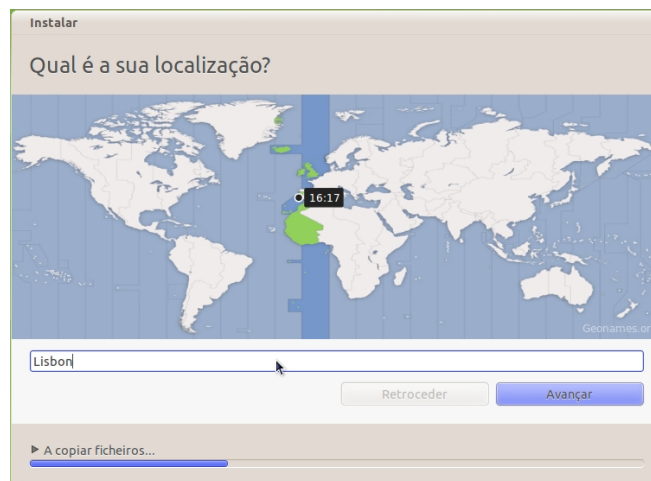 Instalar
Qual é a sua localização?
16:17
Geonames.or
Lisbon
Retroceder
Avançar
A copiar ficheiros...